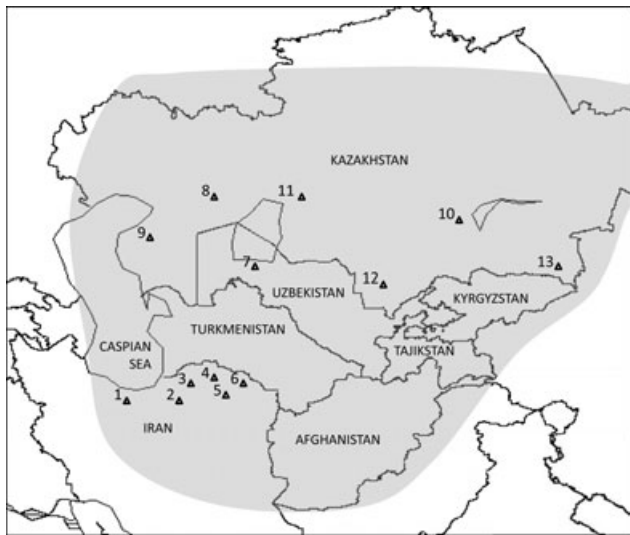 KAZAKHSTAN
8
11
10
9
7
13
12
UZBEKISTAN
KYRGYZSTAN
TURKMENISTAN
CASPIAN
SEA
TAJIKSTAN
4
3
6
5
1
2
IRAN
AFGHANISTAN